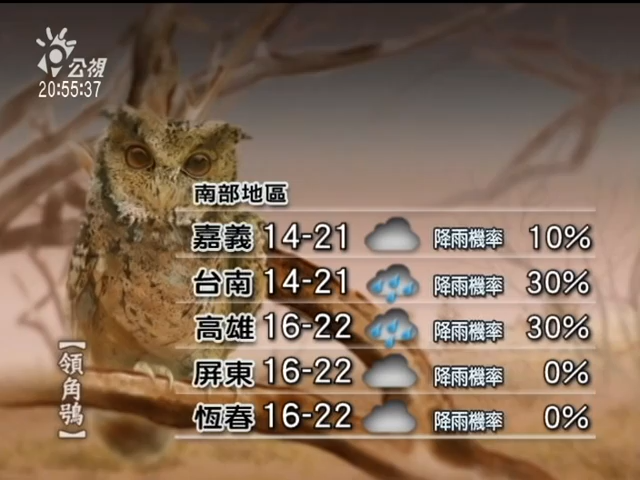 公視
20:55:37
南部地區
嘉義 14-21 降雨機率 10%
台南 14-21 降雨機率 30%
高雄 16-22 降雨機率 30%
屏東 16-22 降雨機率 0%
恆春 16-22 降雨機率 0%
【領角鴞】